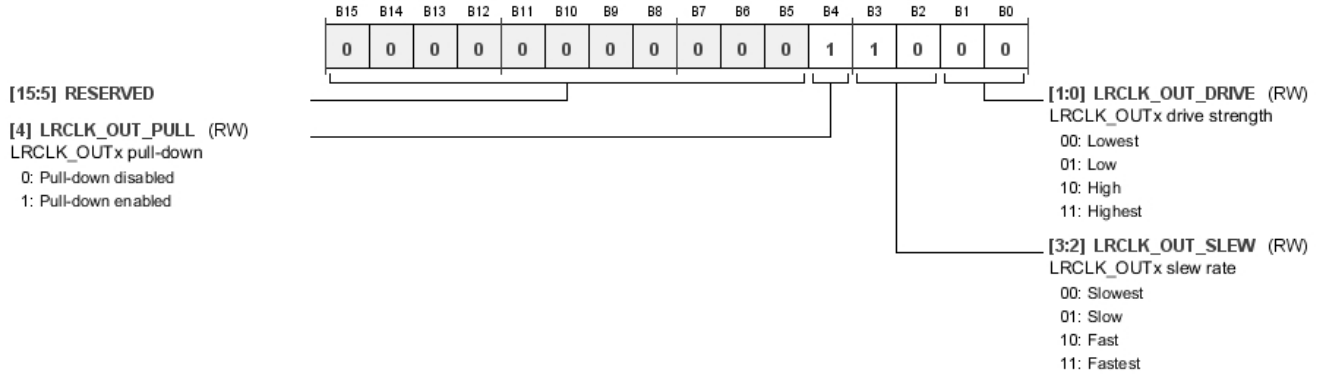 B15 B14 B13 B12 B11 B10 B9 B8 B7 B6 B5 B4 B3 B2 B1 B0
0 0 0 0 0 0 0 0 0 0 0 1 1 0 0 0
[15:5] RESERVED
[4] LRCLK_OUT_PULL (RW)
LRCLK_OUTx pull-down
0: Pull-down disabled
1: Pull-down enabled
[1:0] LRCLK_OUT_DRIVE (RW)
LRCLK_OUTx drive strength
00: Lowest
01: Low
10: High
11: Highest
[3:2] LRCLK_OUT_SLEW (RW)
LRCLK_OUTx slew rate
00: Slowest
01: Slow
10: Fast
11: Fastest